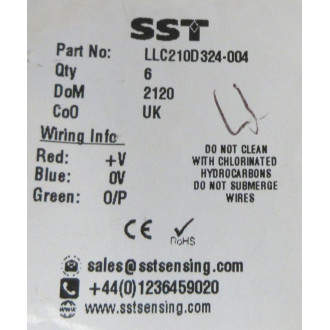 SST
Part No: LLC210D324-004
Qty 6
DoM 2120
CoO UK
Wiring Info
Red: +V
Blue: 0V
Green: O/P
DO NOT CLEAN
WITH CHLORINATED
HYDROCARBONS
DO NOT SUBMERGE
WIRES
CE RoHS
sales@sstsensing.com
+44(0)1236459020
www.sstsensing.com